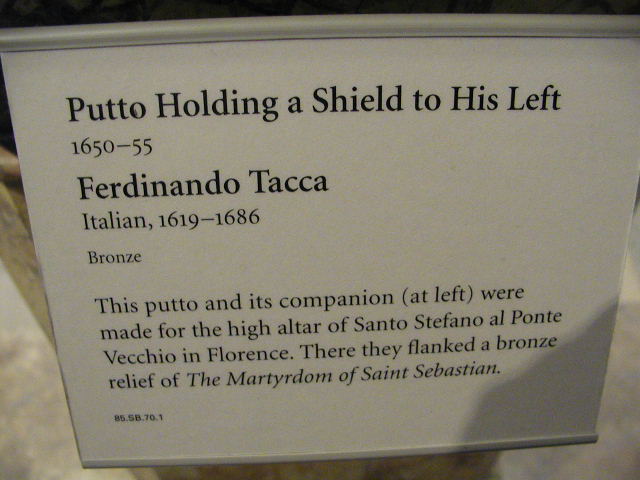 Putto Holding a Shield to His Left
1650–55
Ferdinando Tacca
Italian, 1619–1686
Bronze
This putto and its companion (at left) were
made for the high altar of Santo Stefano al Ponte
Vecchio in Florence. There they flanked a bronze
relief of The Martyrdom of Saint Sebastian.
85.SB.70.1